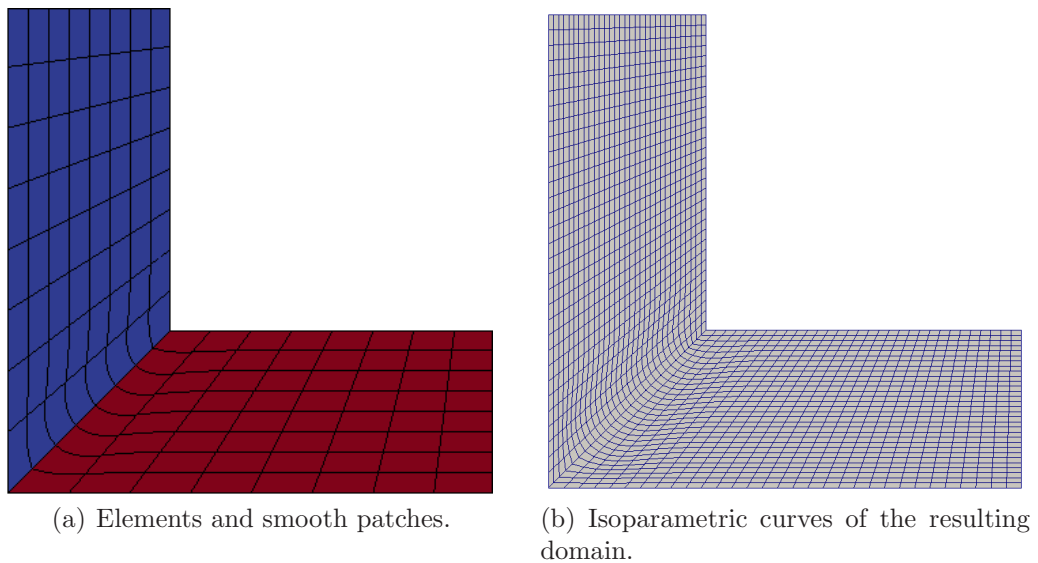 (a) Elements and smooth patches.
(b) Isoparametric curves of the resulting
domain.